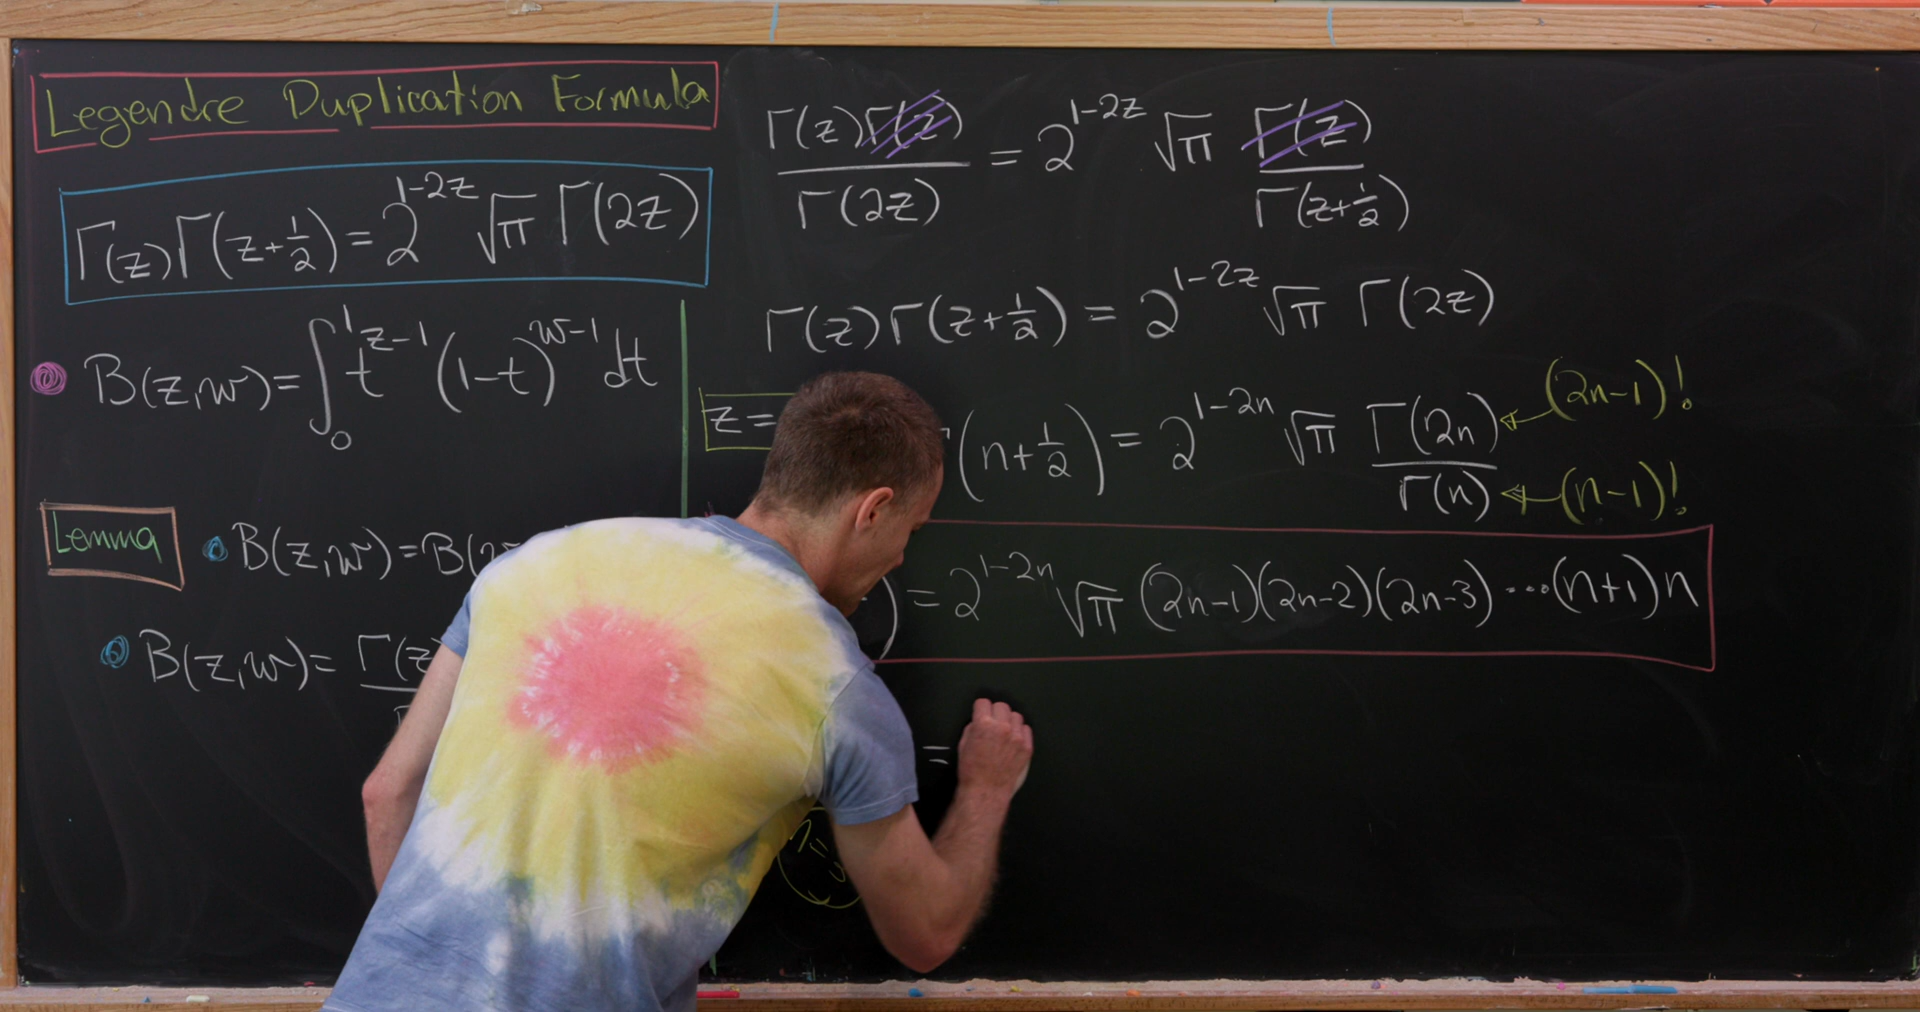 Legendre Duplication Formula
Γ(z)Γ(z+1/2) = 2^{1-2z} √π Γ(2z)
B(z,w) = ∫_0^1 t^{z-1} (1-t)^{w-1} dt
Lemma
B(z,w) = B(
B(z,w) = Γ(z
Γ(z)Γ(z)/Γ(2z) = 2^{1-2z} √π Γ(z)/Γ(z+1/2)
Γ(z)Γ(z+1/2) = 2^{1-2z} √π Γ(2z)
z= (n+1/2) = 2^{1-2n} √π Γ(2n)/Γ(n)
(2n-1)!
(n-1)!
) = 2^{1-2n} √π (2n-1)(2n-2)(2n-3)⋯(n+1)n
=